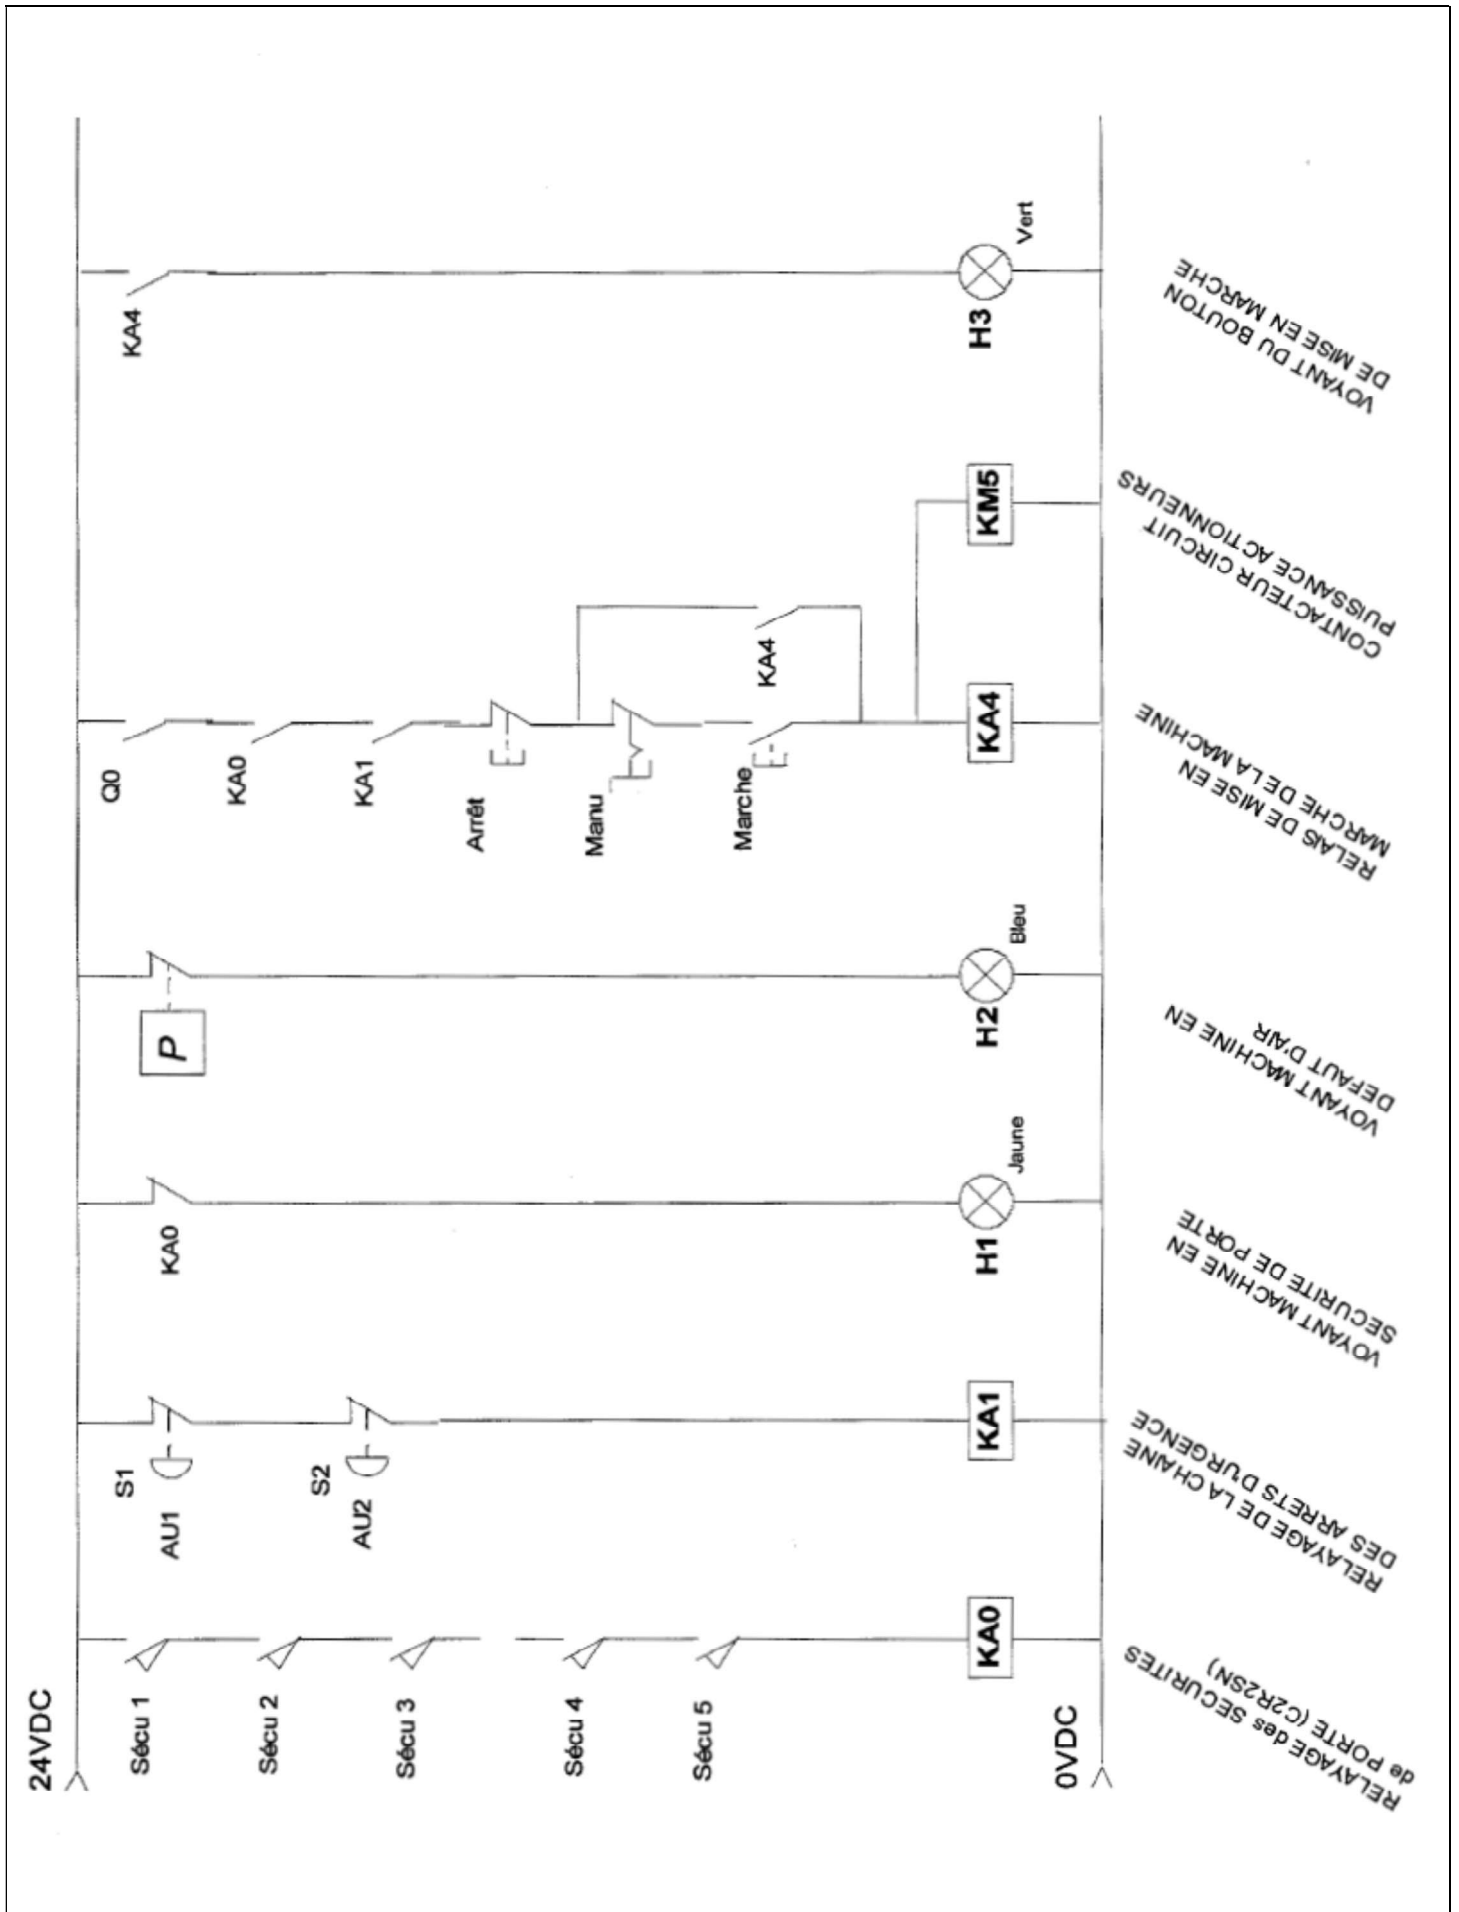 24VDC
Sécu 1
Sécu 2
Sécu 3
Sécu 4
Sécu 5
KA0
RELAYAGE des SECURITES
de PORTE (C2R2SN)
S1
AU1
S2
AU2
KA1
RELAYAGE DE LA CHAINE
DES ARRETS D'URGENCE
KA0
H1
Jaune
VOYANT MACHINE EN
SECURITE DE PORTE
P
H2
Bleu
VOYANT MACHINE EN
DEFAUT D'AIR
Q0
KA0
KA1
Arrêt
Manu
Marche
KA4
KA4
RELAIS DE MISE EN
MARCHE DE LA MACHINE
KM5
CONTACTEUR CIRCUIT
PUISSANCE ACTIONNEURS
KA4
H3
Vert
VOYANT DU BOUTON
DE MISE EN MARCHE
0VDC